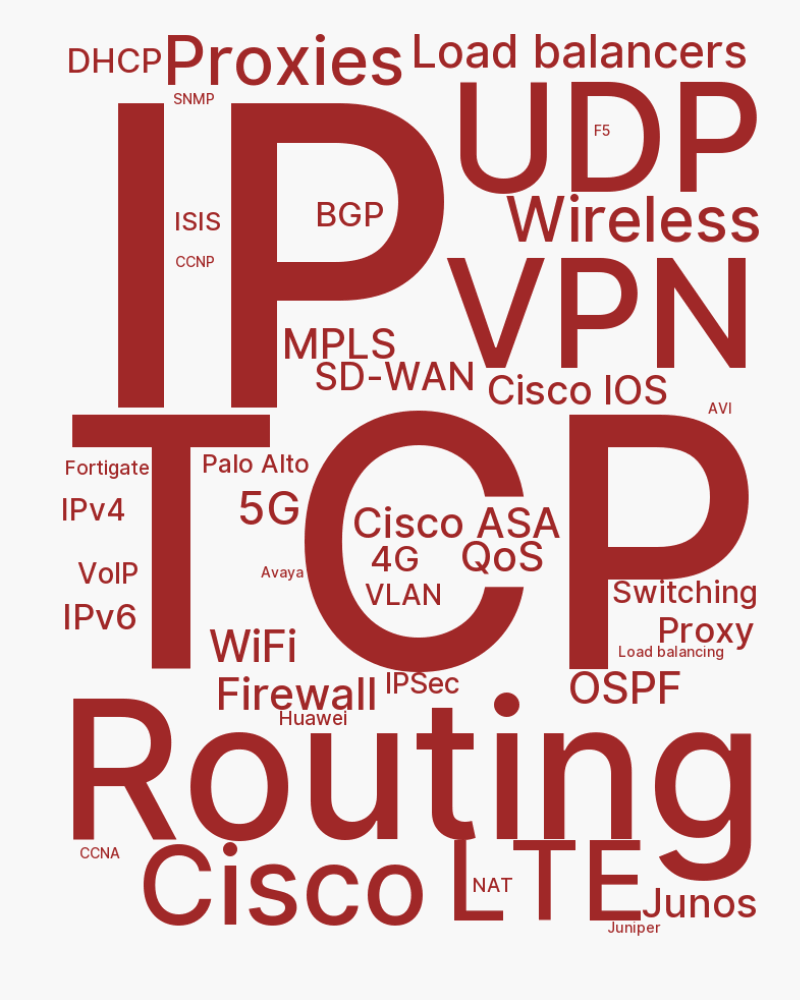 DHCP
Proxies
Load balancers
SNMP
IP
UDP
F5
ISIS
BGP
Wireless
CCNP
VPN
MPLS
SD-WAN
Cisco IOS
AVI
TCP
Fortigate
Palo Alto
IPv4
5G
Cisco ASA
4G
QoS
VoIP
Avaya
VLAN
Switching
IPv6
WiFi
Proxy
Load balancing
Firewall
IPSec
OSPF
Huawei
Routing
CCNA
Cisco
LTE
NAT
Junos
Juniper